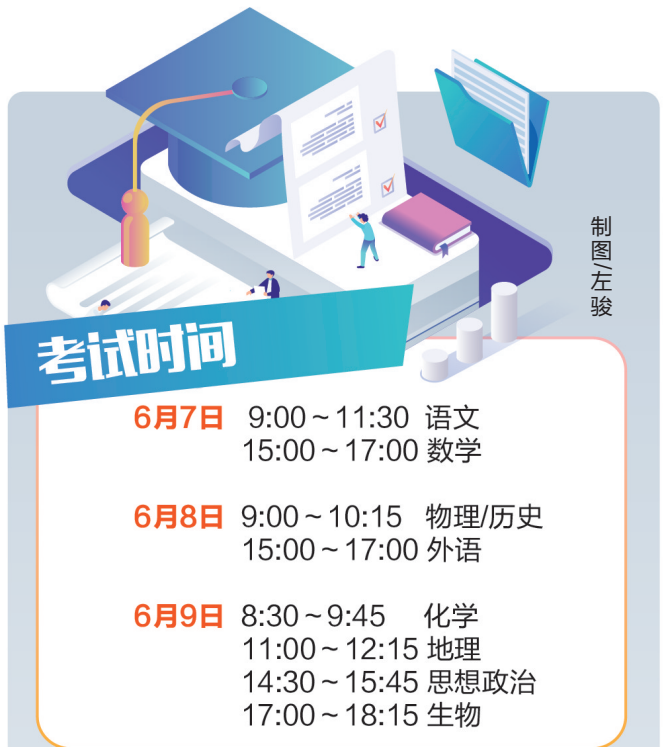 制图/左骏
考试时间
6月7日 9:00~11:30 语文
15:00~17:00 数学
6月8日 9:00~10:15 物理/历史
15:00~17:00 外语
6月9日 8:30~9:45 化学
11:00~12:15 地理
14:30~15:45 思想政治
17:00~18:15 生物